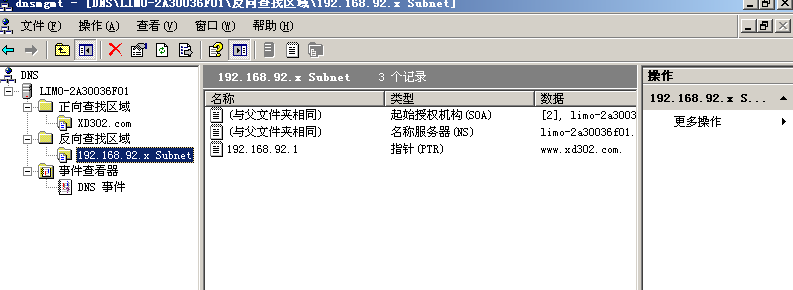 dnsmgmt - [DNS\LIMO-2A30036F01\反向查找区域\192.168.92.x Subnet]
文件(F) 操作(A) 查看(V) 窗口(W) 帮助(H)
DNS
LIMO-2A30036F01
正向查找区域
XD302.com
反向查找区域
192.168.92.x Subnet
事件查看器
DNS 事件
192.168.92.x Subnet 3 个记录
名称 类型 数据
(与父文件夹相同) 起始授权机构(SOA) [2], limo-2a3003
(与父文件夹相同) 名称服务器(NS) limo-2a30036f01.
192.168.92.1 指针(PTR) www.xd302.com.
操作
192.168.92.x S...
更多操作